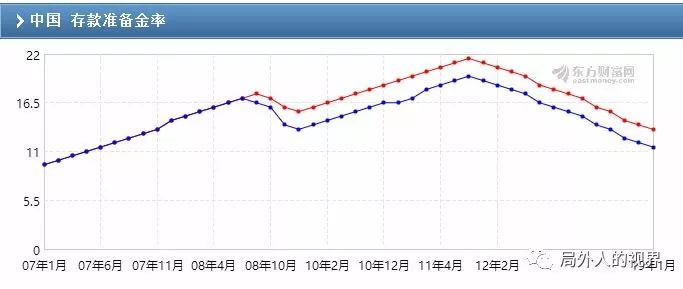 中国 存款准备金率
22
东方财富网
eastmoney.com
16.5
11
5.5
0
局外人的视界
07年1月 07年6月 07年11月 08年4月 08年10月 10年2月 10年12月 11年4月 12年2月 年1月